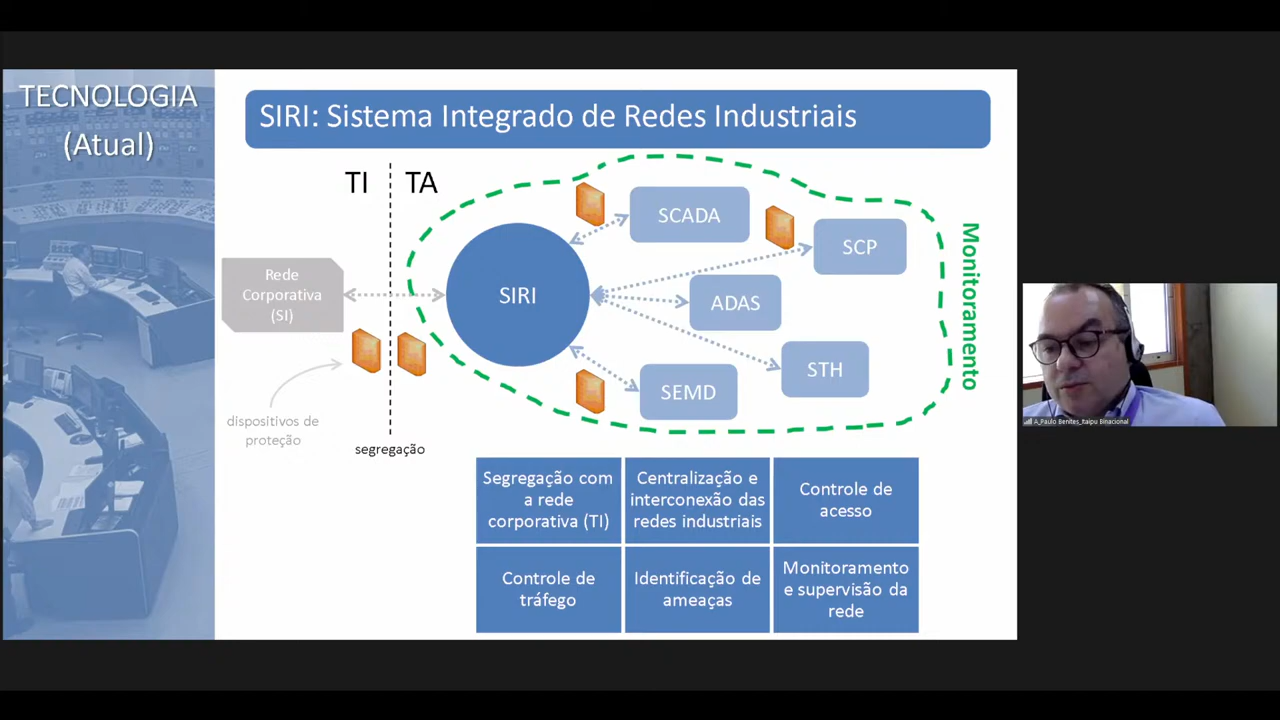 TECNOLOGIA
(Atual)
SIRI: Sistema Integrado de Redes Industriais
TI
TA
SCADA
SCP
Rede
Corporativa
(SI)
SIRI
ADAS
STH
SEMD
Monitoramento
dispositivos de
proteção
segregação
Segregação com
a rede
corporativa (TI)
Centralização e
interconexão das
redes industriais
Controle de
acesso
Controle de
tráfego
Identificação de
ameaças
Monitoramento
e supervisão da
rede
A_Paulo Benites_Itaipu Binacional